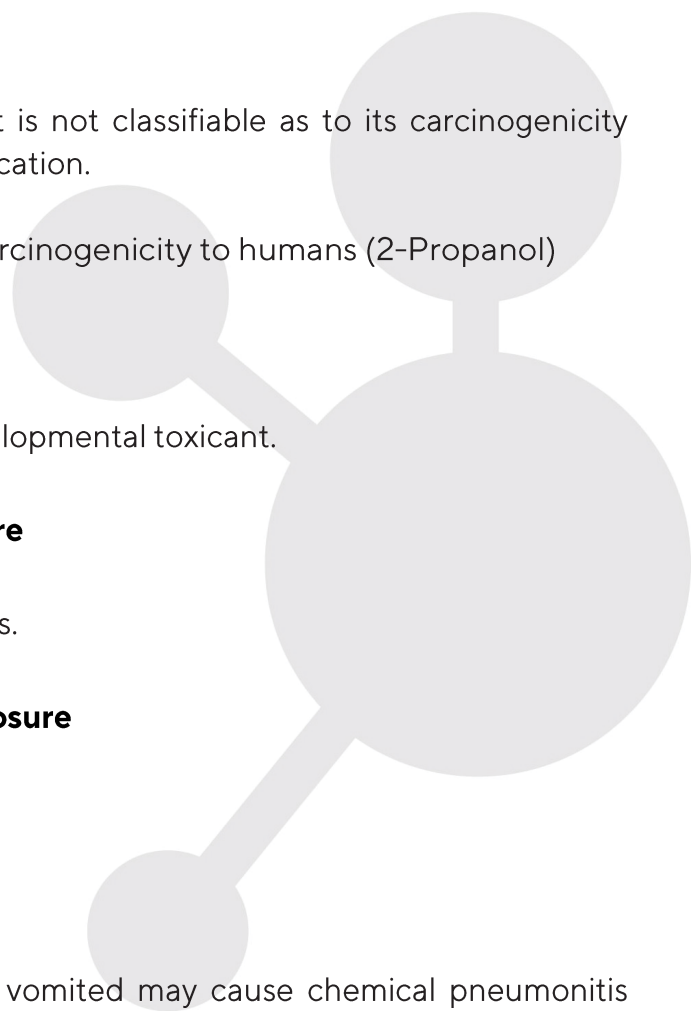 is not classifiable as to its carcinogenicity
cation.
rcinogenicity to humans (2-Propanol)
lopmental toxicant.
re
s.
osure
vomited may cause chemical pneumonitis